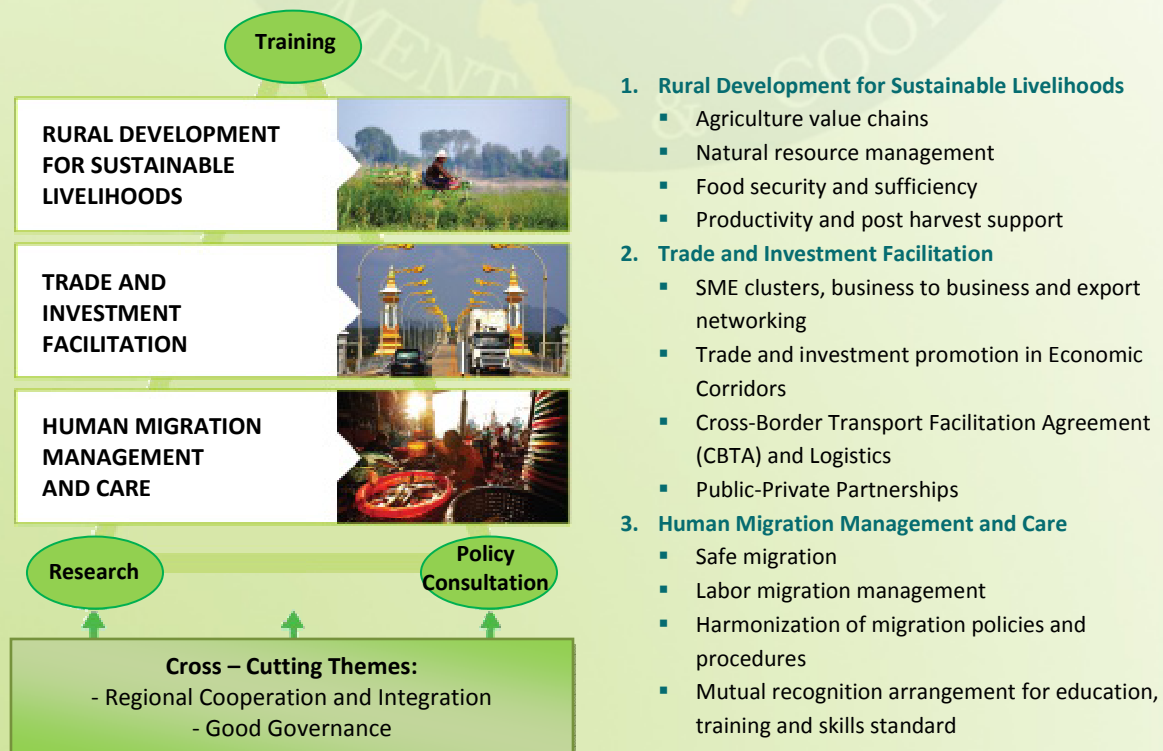 MENT & COOP
Training
RURAL DEVELOPMENT
FOR SUSTAINABLE
LIVELIHOODS
TRADE AND
INVESTMENT
FACILITATION
HUMAN MIGRATION
MANAGEMENT
AND CARE
Research
Policy
Consultation
Cross – Cutting Themes:
- Regional Cooperation and Integration
- Good Governance
1. Rural Development for Sustainable Livelihoods
▪ Agriculture value chains
▪ Natural resource management
▪ Food security and sufficiency
▪ Productivity and post harvest support
2. Trade and Investment Facilitation
▪ SME clusters, business to business and export
networking
▪ Trade and investment promotion in Economic
Corridors
▪ Cross-Border Transport Facilitation Agreement
(CBTA) and Logistics
▪ Public-Private Partnerships
3. Human Migration Management and Care
▪ Safe migration
▪ Labor migration management
▪ Harmonization of migration policies and
procedures
▪ Mutual recognition arrangement for education,
training and skills standard